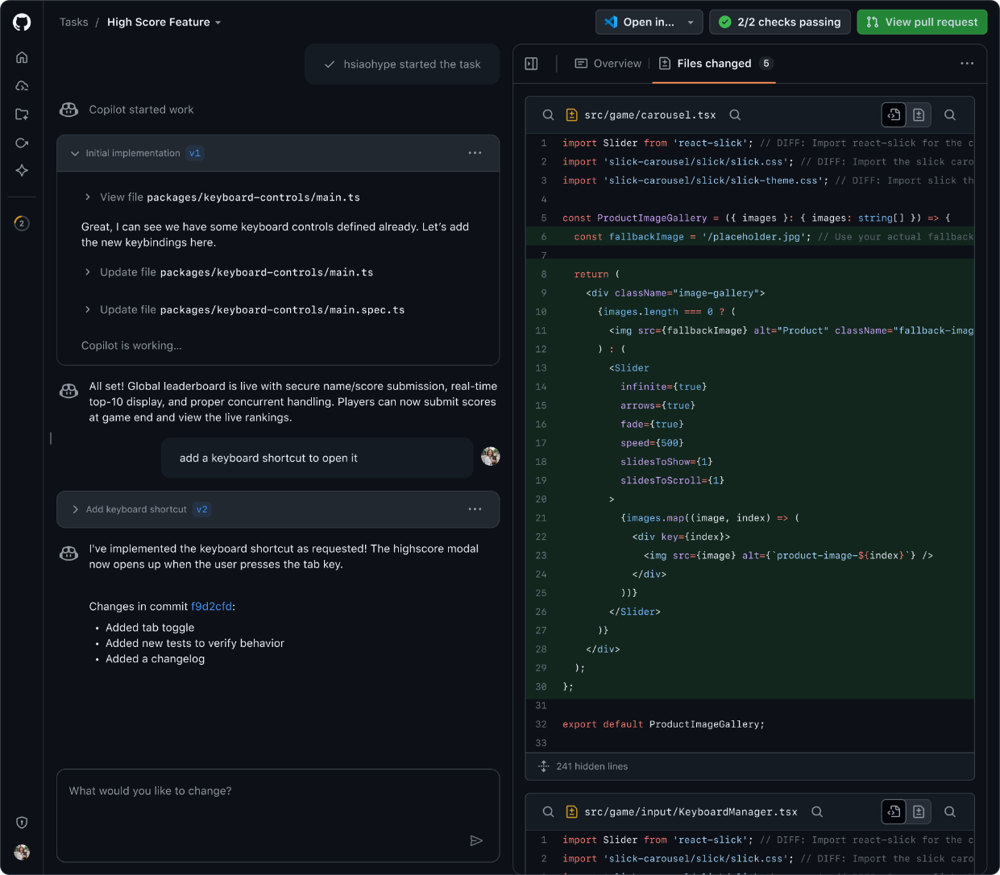 Tasks / High Score Feature
Open in...
2/2 checks passing
View pull request
hsiaohype started the task
Copilot started work
Initial implementation v1
View file packages/keyboard-controls/main.ts
Great, I can see we have some keyboard controls defined already. Let’s add
the new keybindings here.
Update file packages/keyboard-controls/main.ts
Update file packages/keyboard-controls/main.spec.ts
Copilot is working...
All set! Global leaderboard is live with secure name/score submission, real-time
top-10 display, and proper concurrent handling. Players can now submit scores
at game end and view the live rankings.
add a keyboard shortcut to open it
Add keyboard shortcut v2
I've implemented the keyboard shortcut as requested! The highscore modal
now opens up when the user presses the tab key.
Changes in commit f9d2cfd:
• Added tab toggle
• Added new tests to verify behavior
• Added a changelog
What would you like to change?
2
Overview
Files changed 5
src/game/carousel.tsx
1 import Slider from 'react-slick'; // DIFF: Import react-slick for the c
2 import 'slick-carousel/slick/slick.css'; // DIFF: Import the slick caro
3 import 'slick-carousel/slick/slick-theme.css'; // DIFF: Import slick th
4
5 const ProductImageGallery = ({ images }: { images: string[] }) => {
6 const fallbackImage = '/placeholder.jpg'; // Use your actual fallback
7
8 return (
9 <div className="image-gallery">
10 {images.length === 0 ? (
11 <img src={fallbackImage} alt="Product" className="fallback-imag
12 ) : (
13 <Slider
14 infinite={true}
15 arrows={true}
16 fade={true}
17 speed={500}
18 slidesToShow={1}
19 slidesToScroll={1}
20 >
21 {images.map((image, index) => (
22 <div key={index}>
23 <img src={image} alt={`product-image-${index}`} />
24 </div>
25 ))}
26 </Slider>
27 )}
28 </div>
29 );
30 };
31
32 export default ProductImageGallery;
33
241 hidden lines
src/game/input/KeyboardManager.tsx
1 import Slider from 'react-slick'; // DIFF: Import react-slick for the c
2 import 'slick-carousel/slick/slick.css'; // DIFF: Import the slick caro